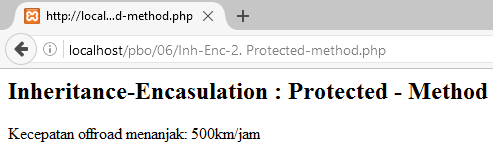 http://local...d-method.php
localhost/pbo/06/Inh-Enc-2. Protected-method.php
Inheritance-Encasulation : Protected - Method
Kecepatan offroad menanjak: 500km/jam